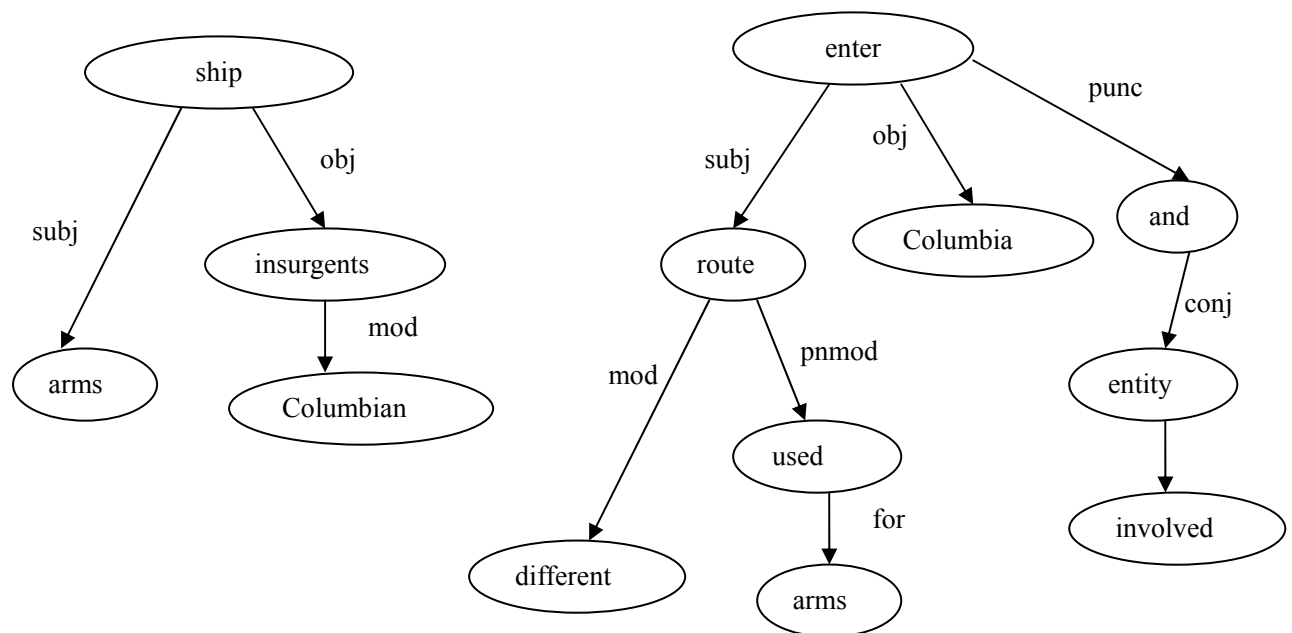 ship
subj
obj
insurgents
mod
arms
Columbian
enter
punc
subj
obj
and
Columbia
route
conj
mod
pnmod
entity
used
for
involved
different
arms